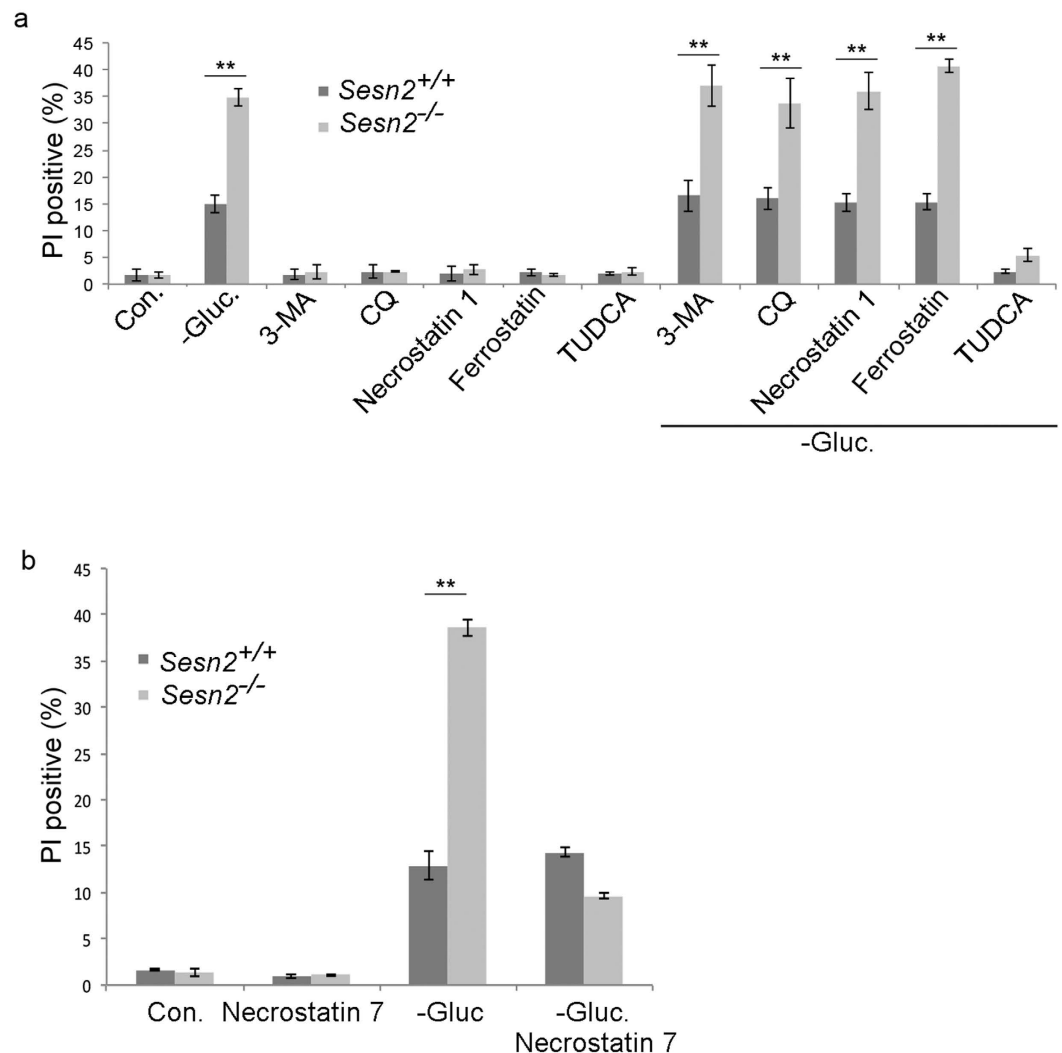 a
45
40
35
30
25
20
15
10
5
0
PI positive (%)
Sesn2+/+
Sesn2-/-
**
**
**
**
**
Con.
-Gluc.
3-MA
CQ
Necrostatin 1
Ferrostatin
TUDCA
3-MA
CQ
Necrostatin 1
Ferrostatin
TUDCA
-Gluc.
b
45
40
35
30
25
20
15
10
5
0
PI positive (%)
Sesn2+/+
Sesn2-/-
**
Con.
Necrostatin 7
-Gluc
-Gluc.
Necrostatin 7